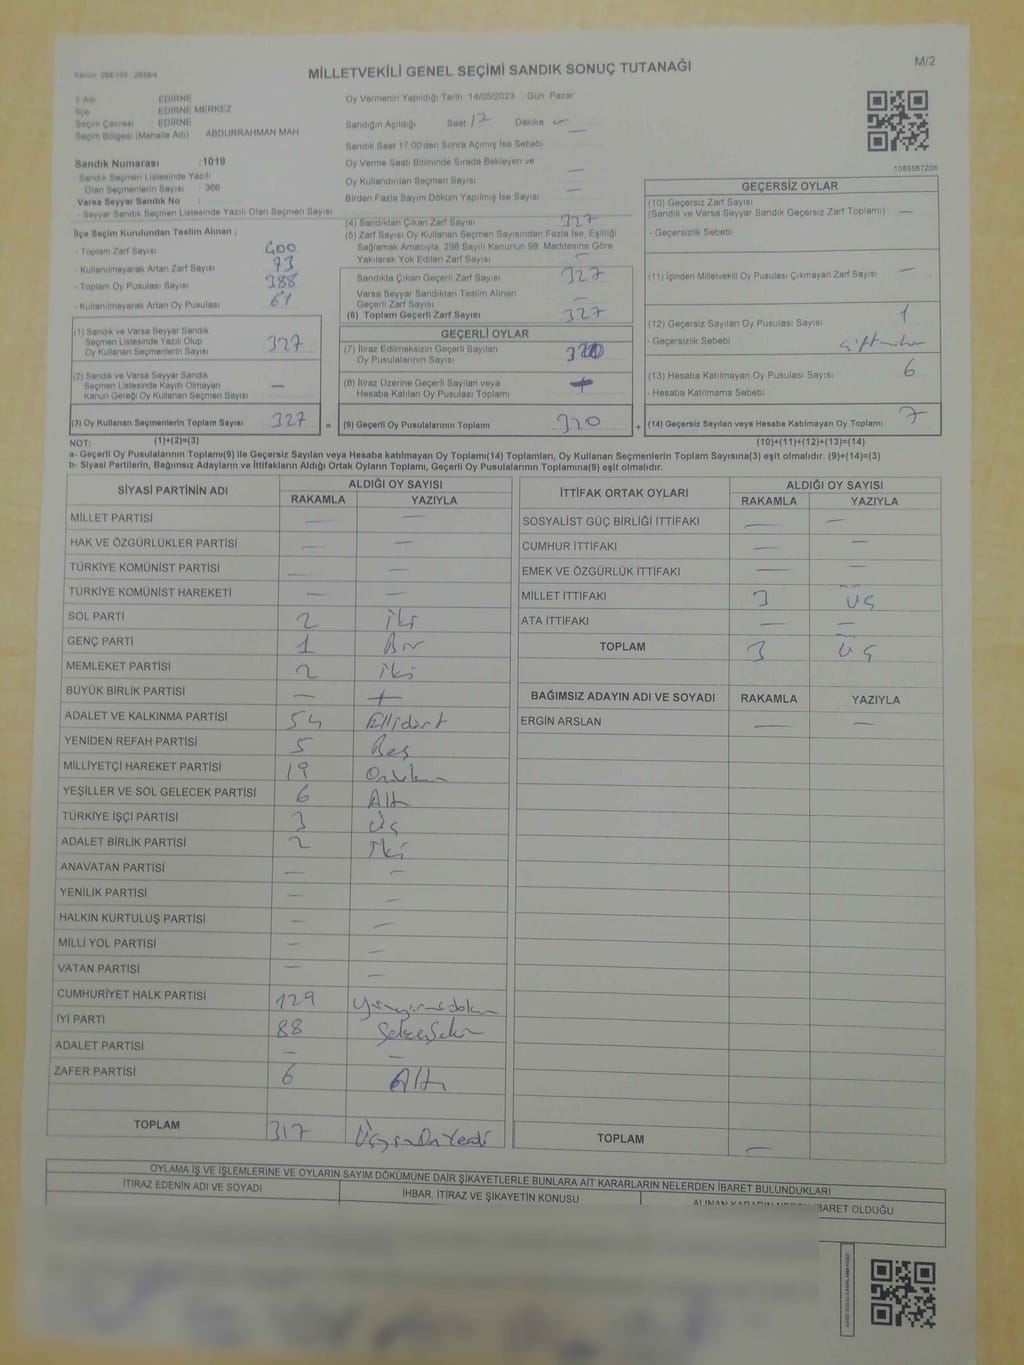 MİLLETVEKİLİ GENEL SEÇİMİ SANDIK SONUÇ TUTANAĞI
M/2
İl Adı EDİRNE
İlçe EDİRNE MERKEZ
Seçim Çevresi EDİRNE
Seçim Bölgesi (Mahalle Adı) ABDURRAHMAN MAH
Oy Vermenin Yapıldığı Tarih 14/05/2023 Gün Pazar
Sandığın Açıldığı Saat 17 Dakika
Sandık Saat 17:00'den Sonra Açılmış İse Sebebi —
Oy Verme Saati Bitiminde Sırada Bekleyen ve
Oy Kullandırılan Seçmen Sayısı —
Birden Fazla Sayım Döküm Yapılmış İse Sayısı —
1083567206
Sandık Numarası :1019
- Sandık Seçmen Listesinde Yazılı
Olan Seçmenlerin Sayısı : 366
Varsa Seyyar Sandık No :
- Seyyar Sandık Seçmen Listesinde Yazılı Olan Seçmen Sayısı :
İlçe Seçim Kurulundan Teslim Alınan ;
- Toplam Zarf Sayısı 400
- Kullanılmayarak Artan Zarf Sayısı 73
- Toplam Oy Pusulası Sayısı 388
- Kullanılmayarak Artan Oy Pusulası 61
(1) Sandık ve Varsa Seyyar Sandık
Seçmen Listesinde Yazılı Olup
Oy Kullanan Seçmenlerin Sayısı 327
(2) Sandık ve Varsa Seyyar Sandık
Seçmen Listesinde Kayıtlı Olmayan
Kanun Gereği Oy Kullanan Seçmen Sayısı —
(3) Oy Kullanan Seçmenlerin Toplam Sayısı 327 =
(4) Sandıktan Çıkan Zarf Sayısı 327
(5) Zarf Sayısı Oy Kullanan Seçmen Sayısından Fazla İse, Eşitliği
Sağlamak Amacıyla, 298 Sayılı Kanunun 98. Maddesine Göre
Yakılarak Yok Edilen Zarf Sayısı —
Sandıkta Çıkan Geçerli Zarf Sayısı 327
Varsa Seyyar Sandıktan Teslim Alınan
Geçerli Zarf Sayısı —
(6) Toplam Geçerli Zarf Sayısı 327
GEÇERLİ OYLAR
(7) İtiraz Edilmeksizin Geçerli Sayılan
Oy Pusulalarının Sayısı 320
(8) İtiraz Üzerine Geçerli Sayılan veya
Hesaba Katılan Oy Pusulası Toplamı
(9) Geçerli Oy Pusulalarının Toplamı 320 +
GEÇERSİZ OYLAR
(10) Geçersiz Zarf Sayısı
(Sandık ve Varsa Seyyar Sandık Geçersiz Zarf Toplamı) —
- Geçersizlik Sebebi
(11) İçinden Milletvekili Oy Pusulası Çıkmayan Zarf Sayısı —
(12) Geçersiz Sayılan Oy Pusulası Sayısı 1
- Geçersizlik Sebebi
(13) Hesaba Katılmayan Oy Pusulası Sayısı 6
- Hesaba Katılmama Sebebi
(14) Geçersiz Sayılan veya Hesaba Katılmayan Oy Toplamı 7
NOT: (1)+(2)=(3) (10)+(11)+(12)+(13)=(14)
a- Geçerli Oy Pusulalarının Toplamı(9) ile Geçersiz Sayılan veya Hesaba katılmayan Oy Toplamı(14) Toplamları, Oy Kullanan Seçmenlerin Toplam Sayısına(3) eşit olmalıdır. (9)+(14)=(3)
b- Siyasi Partilerin, Bağımsız Adayların ve İttifakların Aldığı Ortak Oyların Toplamı, Geçerli Oy Pusulalarının Toplamına(9) eşit olmalıdır.
SİYASİ PARTİNİN ADI ALDIĞI OY SAYISI
RAKAMLA YAZIYLA
MİLLET PARTİSİ — —
HAK VE ÖZGÜRLÜKLER PARTİSİ — —
TÜRKİYE KOMÜNİST PARTİSİ — —
TÜRKİYE KOMÜNİST HAREKETİ — —
SOL PARTİ 2 İki
GENÇ PARTİ 1 Bir
MEMLEKET PARTİSİ 2 iki
BÜYÜK BİRLİK PARTİSİ —
ADALET VE KALKINMA PARTİSİ 54 Ellidört
YENİDEN REFAH PARTİSİ 5 Beş
MİLLİYETÇİ HAREKET PARTİSİ 19 Ondokuz
YEŞİLLER VE SOL GELECEK PARTİSİ 6 Altı
TÜRKİYE İŞÇİ PARTİSİ 3 Üç
ADALET BİRLİK PARTİSİ 2 İki
ANAVATAN PARTİSİ — —
YENİLİK PARTİSİ — —
HALKIN KURTULUŞ PARTİSİ — —
MİLLİ YOL PARTİSİ — —
VATAN PARTİSİ — —
CUMHURİYET HALK PARTİSİ 129 Yüzyirmidokuz
İYİ PARTİ 88 Seksensekiz
ADALET PARTİSİ — —
ZAFER PARTİSİ 6 Altı
TOPLAM 317 Üçyüzonyedi
İTTİFAK ORTAK OYLARI ALDIĞI OY SAYISI
RAKAMLA YAZIYLA
SOSYALİST GÜÇ BİRLİĞİ İTTİFAKI — —
CUMHUR İTTİFAKI — —
EMEK VE ÖZGÜRLÜK İTTİFAKI — —
MİLLET İTTİFAKI 3 ÜÇ
ATA İTTİFAKI — —
TOPLAM 3 ÜÇ
BAĞIMSIZ ADAYIN ADI VE SOYADI RAKAMLA YAZIYLA
ERGİN ARSLAN — —
TOPLAM —
OYLAMA İŞ VE İŞLEMLERİNE VE OYLARIN SAYIM DÖKÜMÜNE DAİR ŞİKAYETLERLE BUNLARA AİT KARARLARIN NELERDEN İBARET BULUNDUKLARI
İTİRAZ EDENİN ADI VE SOYADI
İHBAR, İTİRAZ VE ŞİKAYETİN KONUSU
ALINAN KARARIN NEDEN İBARET OLDUĞU